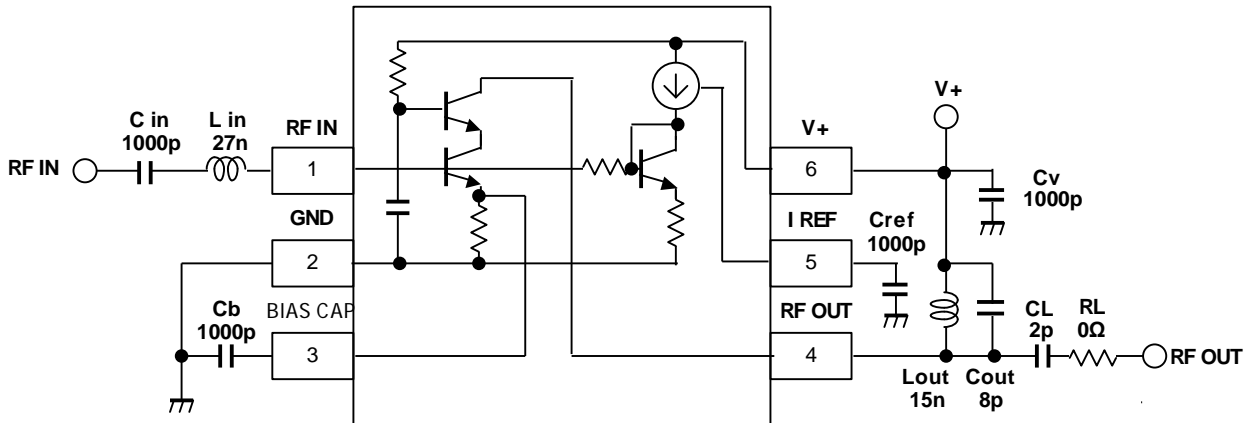 C in
1000p
L in
27n
RF IN
RF IN
1
GND
2
Cb
1000p
BIAS CAP
3
V+
6
V+
Cv
1000p
I REF
5
Cref
1000p
RF OUT
4
Lout
15n
Cout
8p
CL
2p
RL
0Ω
RF OUT